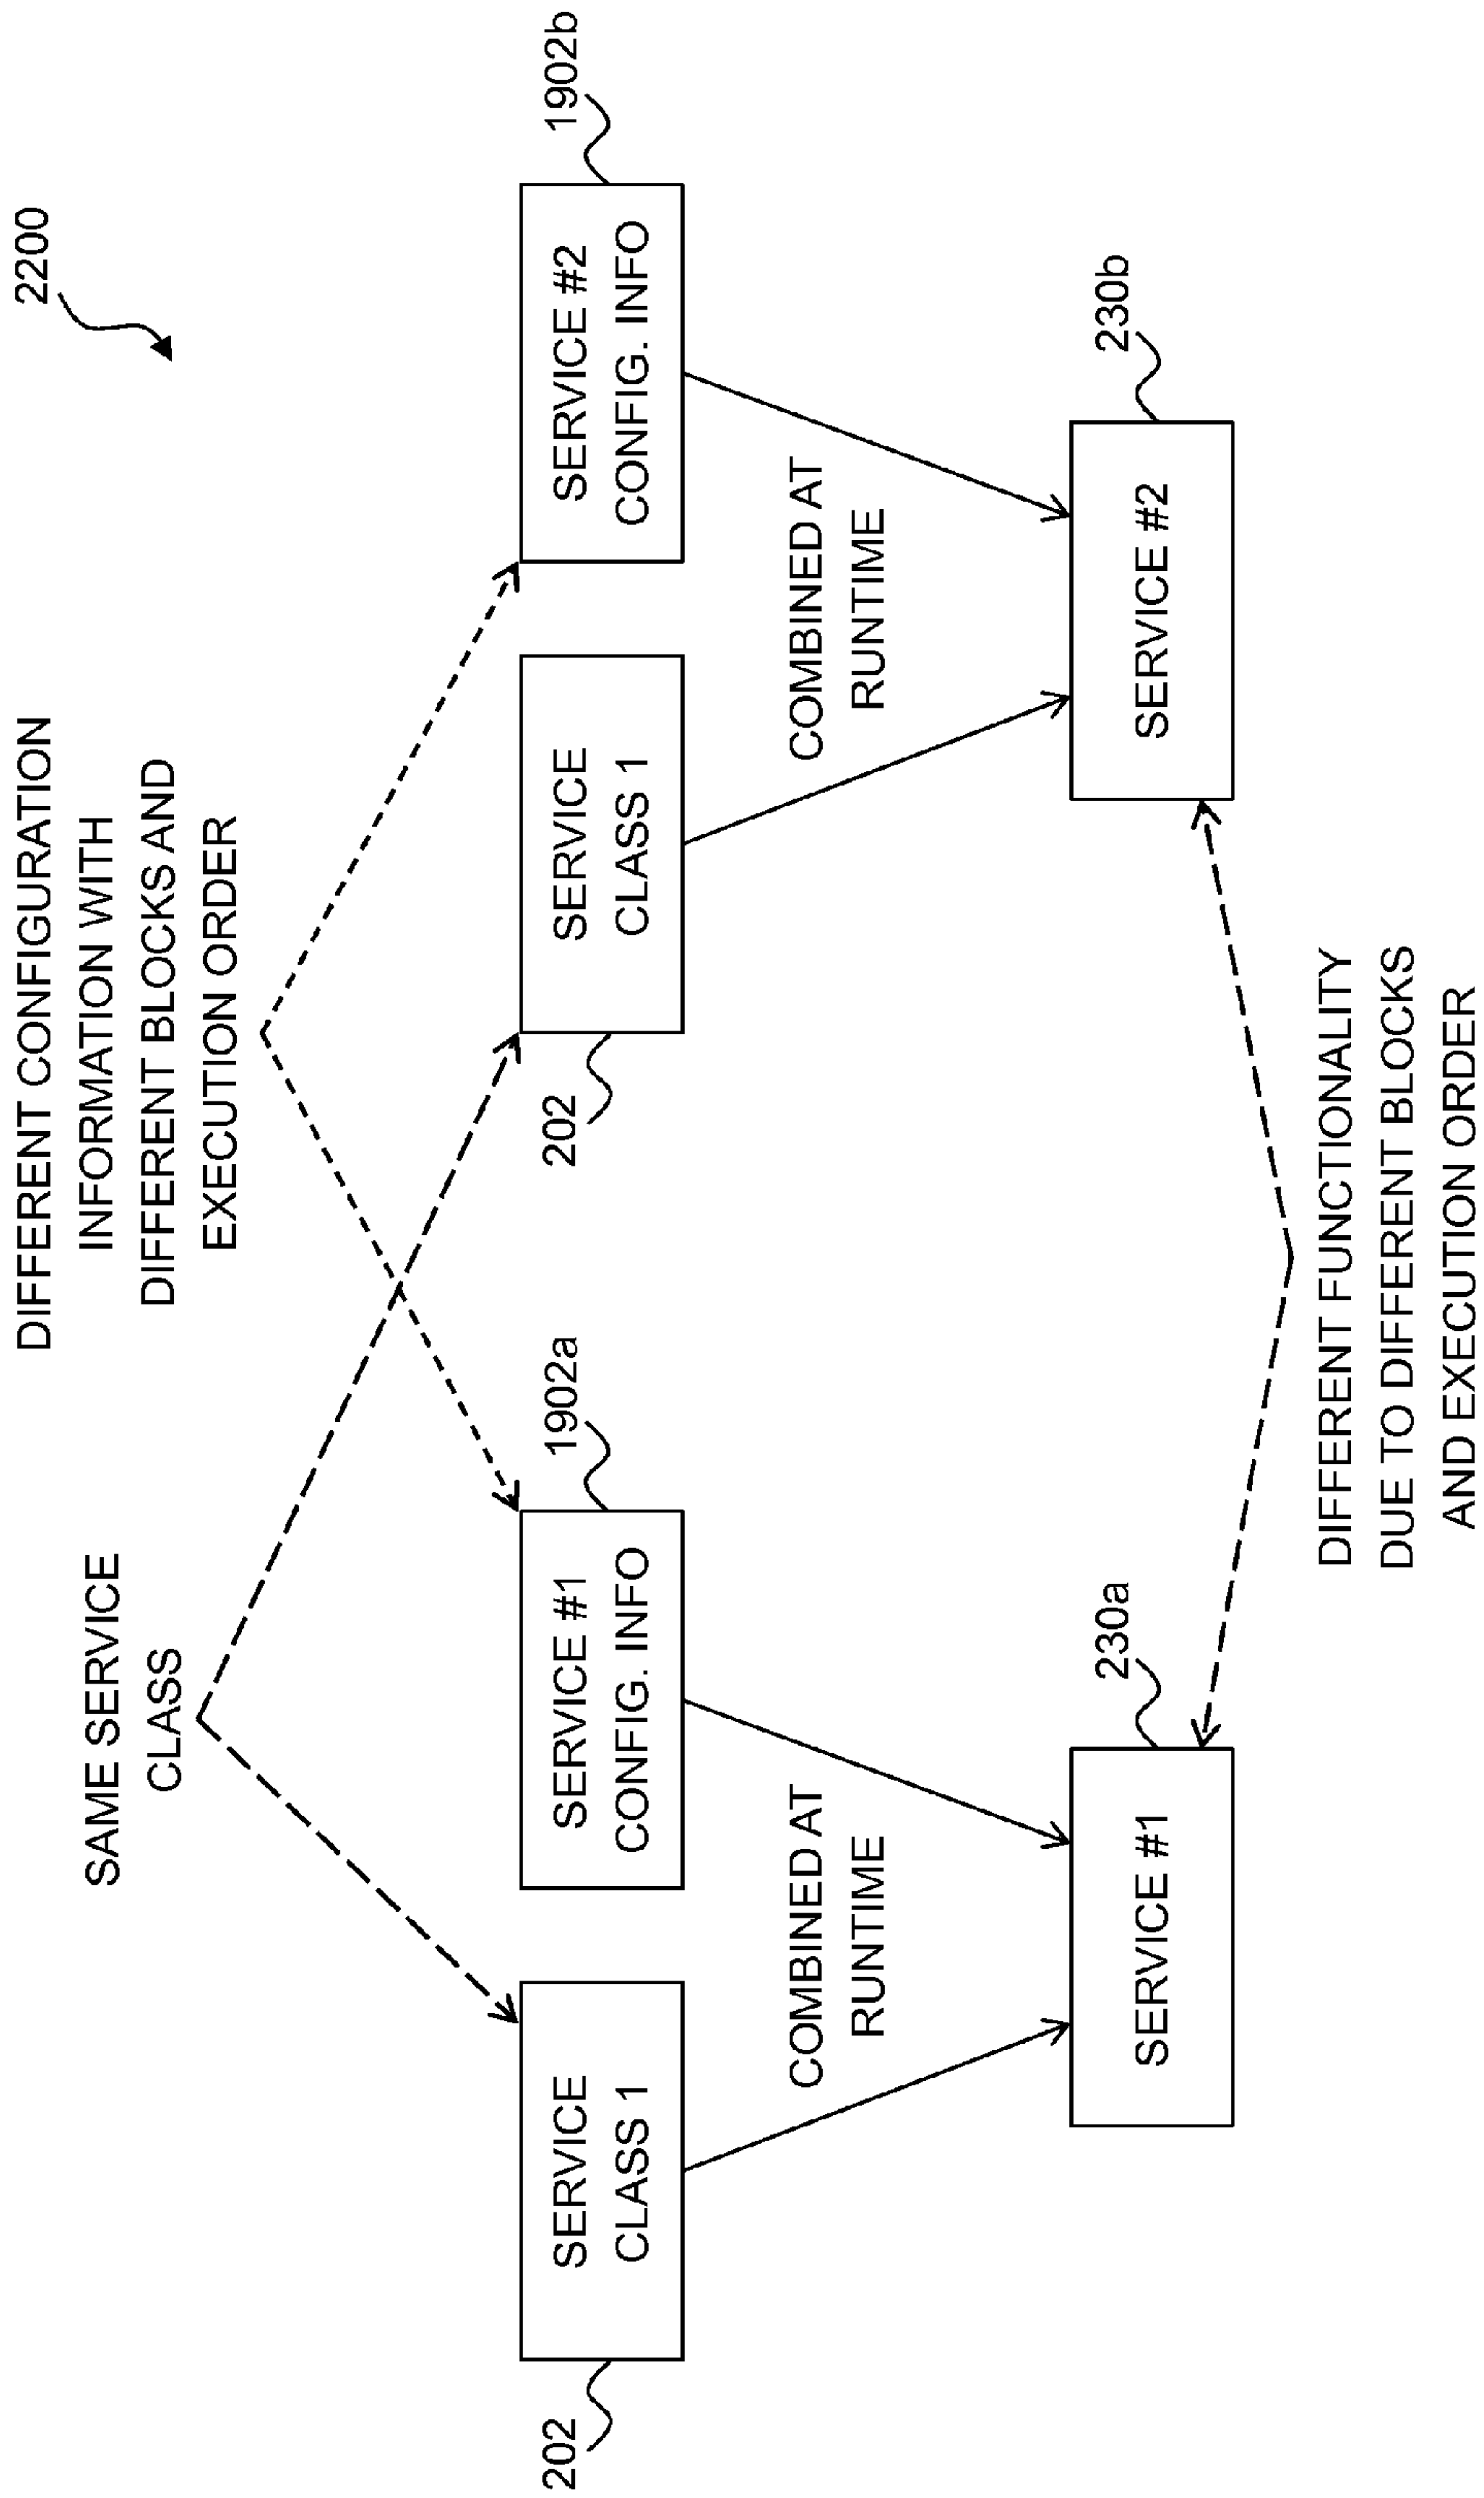 2200
DIFFERENT CONFIGURATION
INFORMATION WITH
DIFFERENT BLOCKS AND
EXECUTION ORDER
SAME SERVICE
CLASS
202
SERVICE
CLASS 1
1902a
SERVICE #1
CONFIG. INFO
202
SERVICE
CLASS 1
1902b
SERVICE #2
CONFIG. INFO
COMBINED AT
RUNTIME
COMBINED AT
RUNTIME
230a
SERVICE #1
230b
SERVICE #2
DIFFERENT FUNCTIONALITY
DUE TO DIFFERENT BLOCKS
AND EXECUTION ORDER